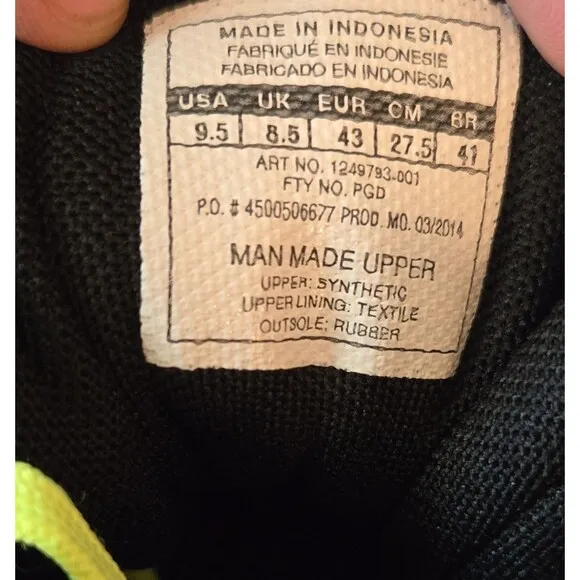 MADE IN INDONESIA
FABRIQUÉ EN INDONESIE
FABRICADO EN INDONESIA
USA UK EUR CM BR
9.5 8.5 43 27.5 41
ART NO. 1249793-001
FTY NO. PGD
P.O. # 4500506677 PROD. MO. 03/2014
MAN MADE UPPER
UPPER: SYNTHETIC
UPPER LINING: TEXTILE
OUTSOLE: RUBBER